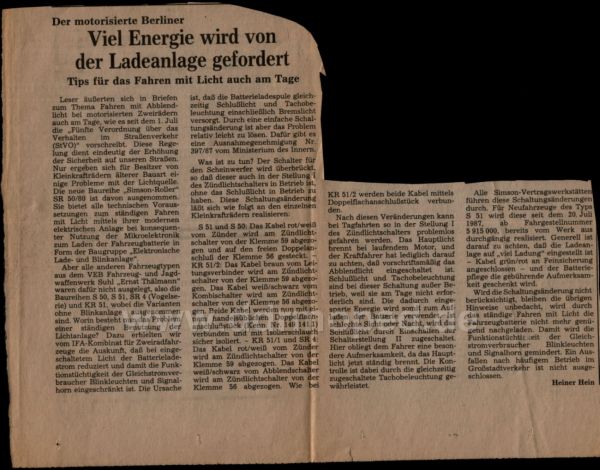 Der motorisierte Berliner
Viel Energie wird von
der Ladeanlage gefordert
Tips für das Fahren mit Licht auch am Tage
Leser äußerten sich in Briefen
zum Thema Fahren mit Abblend-
licht bei motorisierten Zweirädern
auch am Tage, wie es seit dem 1. Juli
die „Fünfte Verordnung über das
Verhalten im Straßenverkehr
(StVO)“ vorschreibt. Diese Rege-
lung dient eindeutig der Erhöhung
der Sicherheit auf unseren Straßen.
Nur ergeben sich für Besitzer von
Kleinkrafträdern älterer Bauart ei-
nige Probleme mit der Lichtquelle.
Die neue Baureihe „Simson-Roller“
SR 50/80 ist davon ausgenommen.
Sie bietet alle technischen Voraus-
setzungen zum ständigen Fahren
mit Licht mittels ihrer modernen
elektrischen Anlage bei konsequen-
ter Nutzung der Mikroelektronik
zum Laden der Fahrzeugbatterie in
Form der Baugruppe „Elektronische
Lade- und Blinkanlage“.
Aber alle anderen Fahrzeugtypen
aus dem VEB Fahrzeug- und Jagd-
waffenwerk Suhl „Ernst Thälmann“
waren dafür nicht ausgelegt, also die
Baureihen S 50, S 51, SR 4 (Vogelse-
rie) und KR 51, wobei die Varianten
ohne Blinkanlage
sind. Worin besteht
einer ständigen
Lichtanlage? Dazu erhielten wir
vom IFA-Kombinat für Zweiradfahr-
zeuge die Auskunft, daß bei einge-
schaltetem Licht der Batterielade-
strom reduziert und damit die Funk-
tionstüchtigkeit der Gleichstromver-
braucher Blinkleuchten und Signal-
horn eingeschränkt ist. Die Ursache
ist, daß die Batterieladespule gleich-
zeitig Schlußlicht und Tachobe-
leuchtung einschließlich Bremslicht
versorgt. Durch eine einfache Schal-
tungsänderung ist aber das Problem
relativ leicht zu lösen. Dafür gibt es
eine Ausnahmegenehmigung Nr.
397/87 vom Ministerium des Innern.
Was ist zu tun? Der Schalter für
den Scheinwerfer wird überbrückt,
so daß dieser auch in der Stellung I
des Zündlichtschalters in Betrieb ist,
ohne das Schlußlicht in Betrieb zu
haben. Diese Schaltungsänderung
läßt sich wie folgt an den einzelnen
Kleinkrafträdern realisieren:
S 51 und S 50: Das Kabel rot/weiß
vom Zünder wird am Zündlicht-
schalter von der Klemme 59 abgezo-
gen und auf den freien Doppelan-
schluß der Klemme 56 gesteckt. –
KR 51/2: Das Kabel braun vom Lei-
tungsverbinder wird am Zündlicht-
schalter von der Klemme 59 abgezo-
gen. Das Kabel weiß/schwarz vom
Kombischalter wird am Zündlicht-
schalter von der Klemme 56 abgezo-
gen. Beide Kabel werden nun mit ei-
schlußstück (Kenn. Nr. 149 141.1)
verbunden und mit Isolierschlauch
sicher isoliert. – KR 51/1 und SR 4:
Das Kabel rot/weiß vom Zünder
wird am Zündlichtschalter von der
Klemme 59 abgezogen. Das Kabel
weiß/schwarz vom Abblendschalter
wird am Zündlichtschalter von der
Klemme 56 abgezogen. Wie bei
KR 51/2 werden beide Kabel mittels
Doppelflachanschlußstück verbun-
den.
Nach diesen Veränderungen kann
bei Tagfahrten so in der Stellung I
des Zündlichtschalters problemlos
gefahren werden. Das Hauptlicht
brennt bei laufendem Motor, und
der Kraftfahrer hat lediglich darauf
zu achten, daß vorschriftsmäßig das
Abblendlicht eingeschaltet ist.
Schlußlicht und Tachobeleuchtung
sind bei dieser Schaltung außer Be-
trieb, weil sie am Tage nicht erfor-
derlich sind. Die dadurch einge-
sparte Energie wird genutzt zum Auf-
laden der Batterie. Bei schlechter
Sicht oder in der Nacht, werden
Schalterstellung II zugeschaltet.
Hier obliegt dem Fahrer eine beson-
dere Aufmerksamkeit, da das Haupt-
licht jetzt ständig brennt. Die Kon-
trolle ist dabei durch die gleichzeitig
zugeschaltete Tachobeleuchtung ge-
währleistet.
Alle Simson-Vertragswerkstätten
führen diese Schaltungsänderungen
durch. Für Neufahrzeuge des Typs
S 51 wird diese seit dem 20. Juli
1987, ab Fahrgestellnummer
5 915 000, bereits vom Werk aus
durchgängig realisiert. Generell ist
darauf zu achten, daß die Ladean-
lage auf „viel Ladung“ eingestellt ist
– Kabel grün/rot an Feinsicherung
angeschlossen – und der Batterie-
pflege die gebührende Aufmerksam-
keit geschenkt wird.
Wird die Schaltungsänderung nicht
berücksichtigt, bleiben die übrigen
Hinweise unbedacht, wird durch
das ständige Fahren mit Licht die
Fahrzeugbatterie nicht mehr genü-
gend nachgeladen. Damit wird die
Funktionstüchtigkeit der Gleich-
stromverbraucher Blinkleuchten
und Signalhorn gemindert. Ein Aus-
fallen nach häufigem Betrieb im
Großstadtverkehr ist nicht ausge-
schlossen.
Heiner Hein